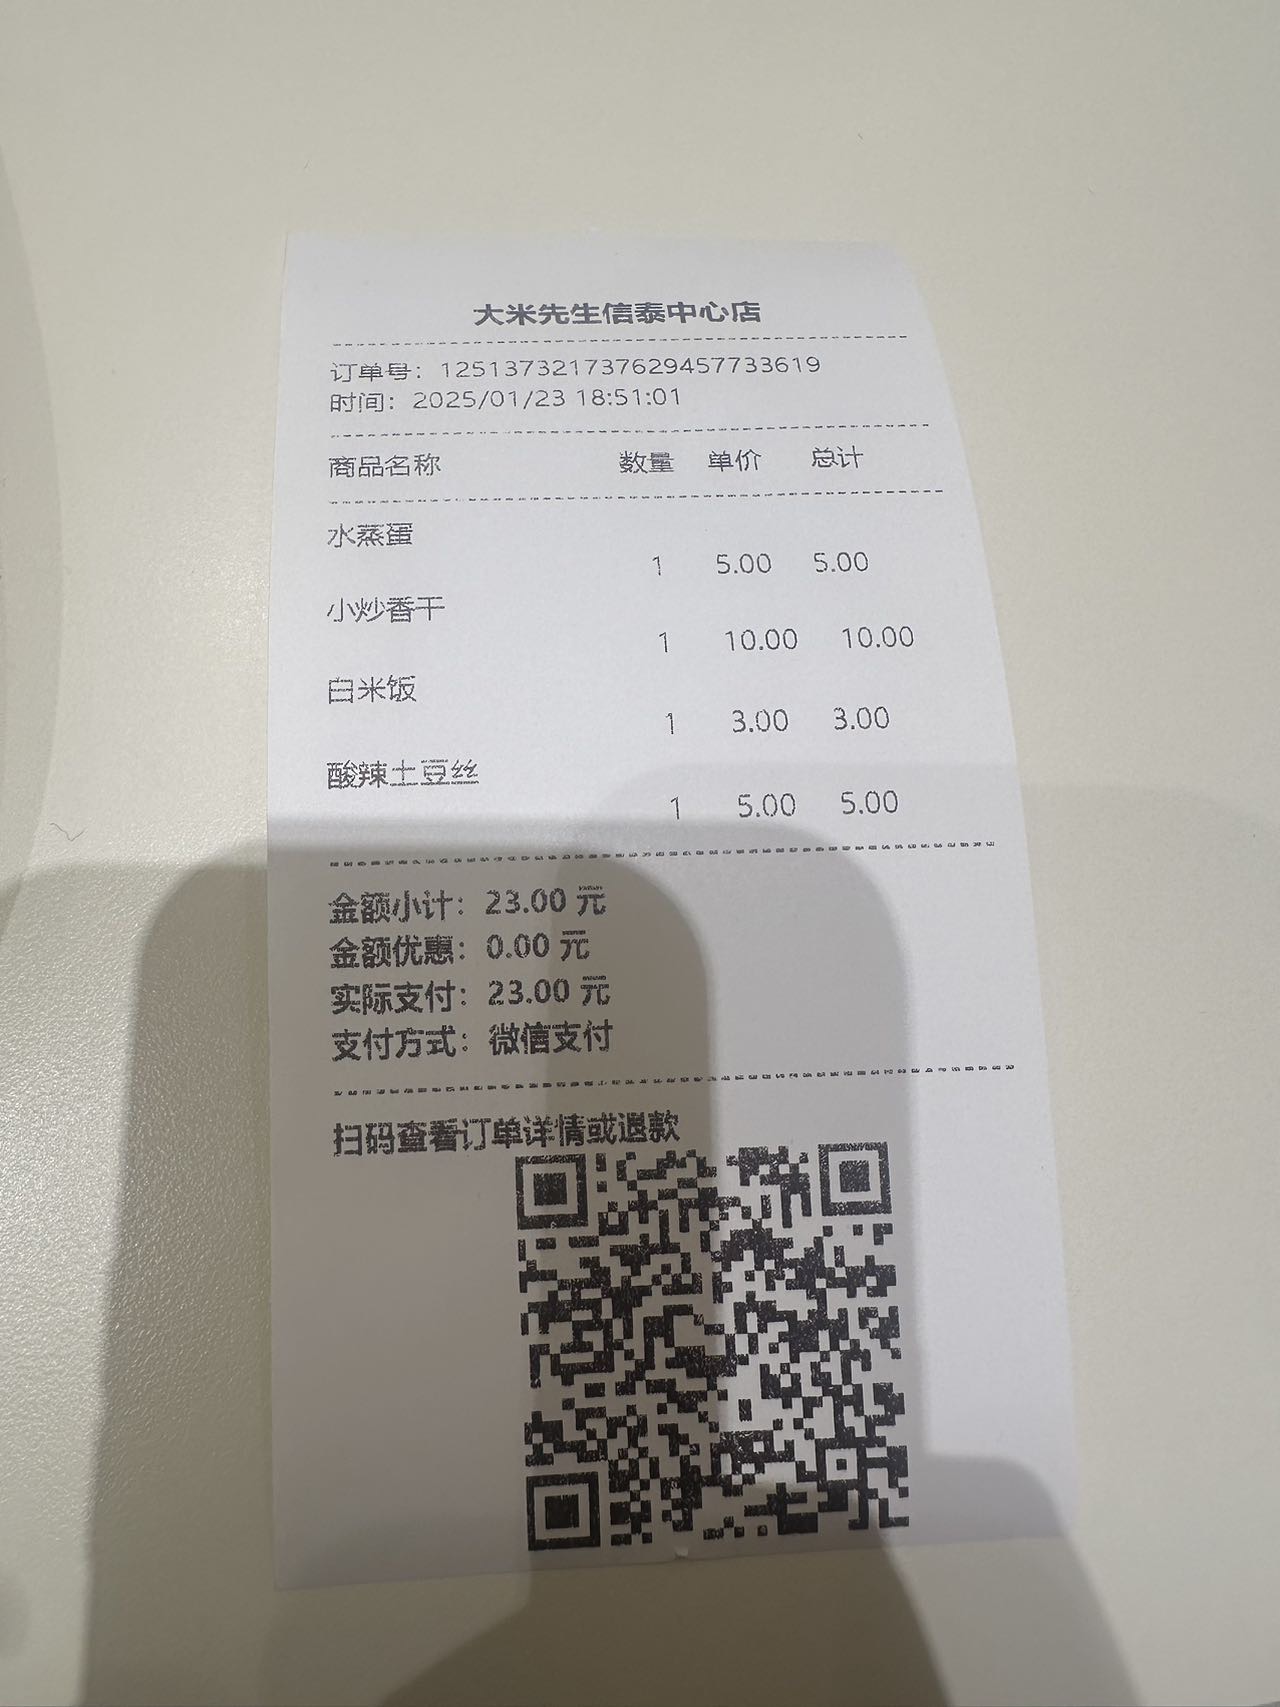 大米先生信泰中心店
订单号：125137321737629457733619
时间：2025/01/23 18:51:01
商品名称 数量 单价 总计
水蒸蛋
1 5.00 5.00
小炒香干
1 10.00 10.00
白米饭
1 3.00 3.00
酸辣土豆丝
1 5.00 5.00
金额小计：23.00 元
金额优惠：0.00 元
实际支付：23.00 元
支付方式：微信支付
扫码查看订单详情或退款